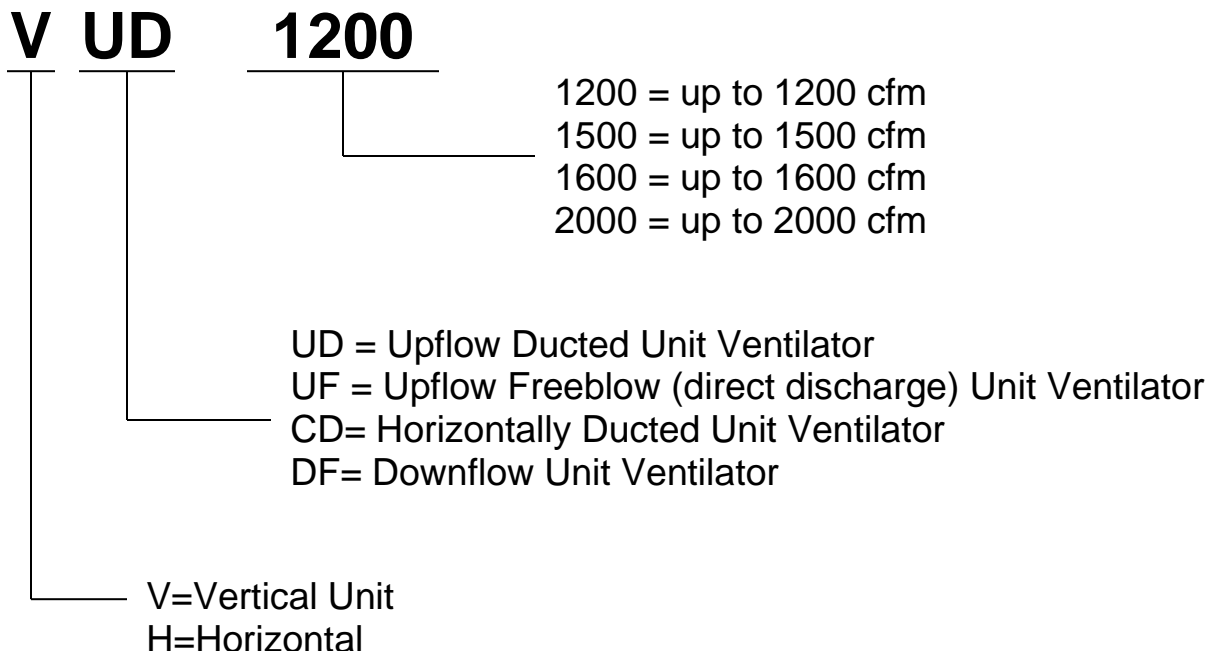 V UD 1200
1200 = up to 1200 cfm
1500 = up to 1500 cfm
1600 = up to 1600 cfm
2000 = up to 2000 cfm
UD = Upflow Ducted Unit Ventilator
UF = Upflow Freeblow (direct discharge) Unit Ventilator
CD= Horizontally Ducted Unit Ventilator
DF= Downflow Unit Ventilator
V=Vertical Unit
H=Horizontal